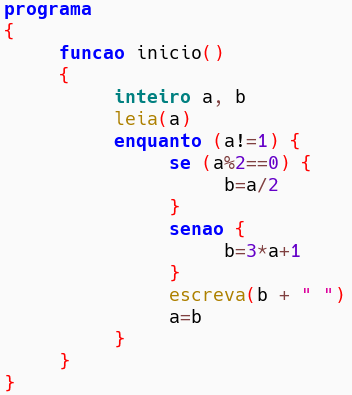 programa
{
     funcao inicio()
     {
          inteiro a, b
          leia(a)
          enquanto (a!=1) {
               se (a%2==0) {
                    b=a/2
               }
               senao {
                    b=3*a+1
               }
               escreva(b + " ")
               a=b
          }
     }
}